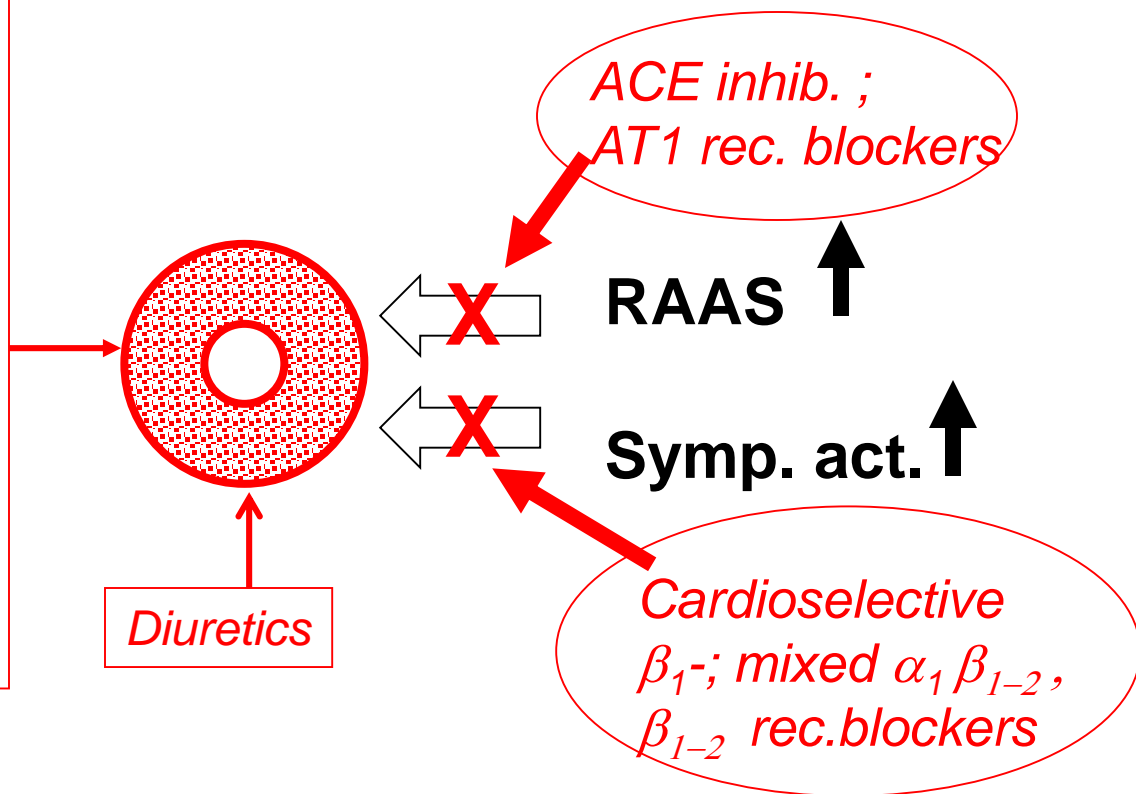 ACE inhib. ;
AT1 rec. blockers
X
RAAS
X
Symp. act.
Diuretics
Cardioselective
β₁-; mixed α₁ β₁₋₂ ,
β₁₋₂ rec.blockers